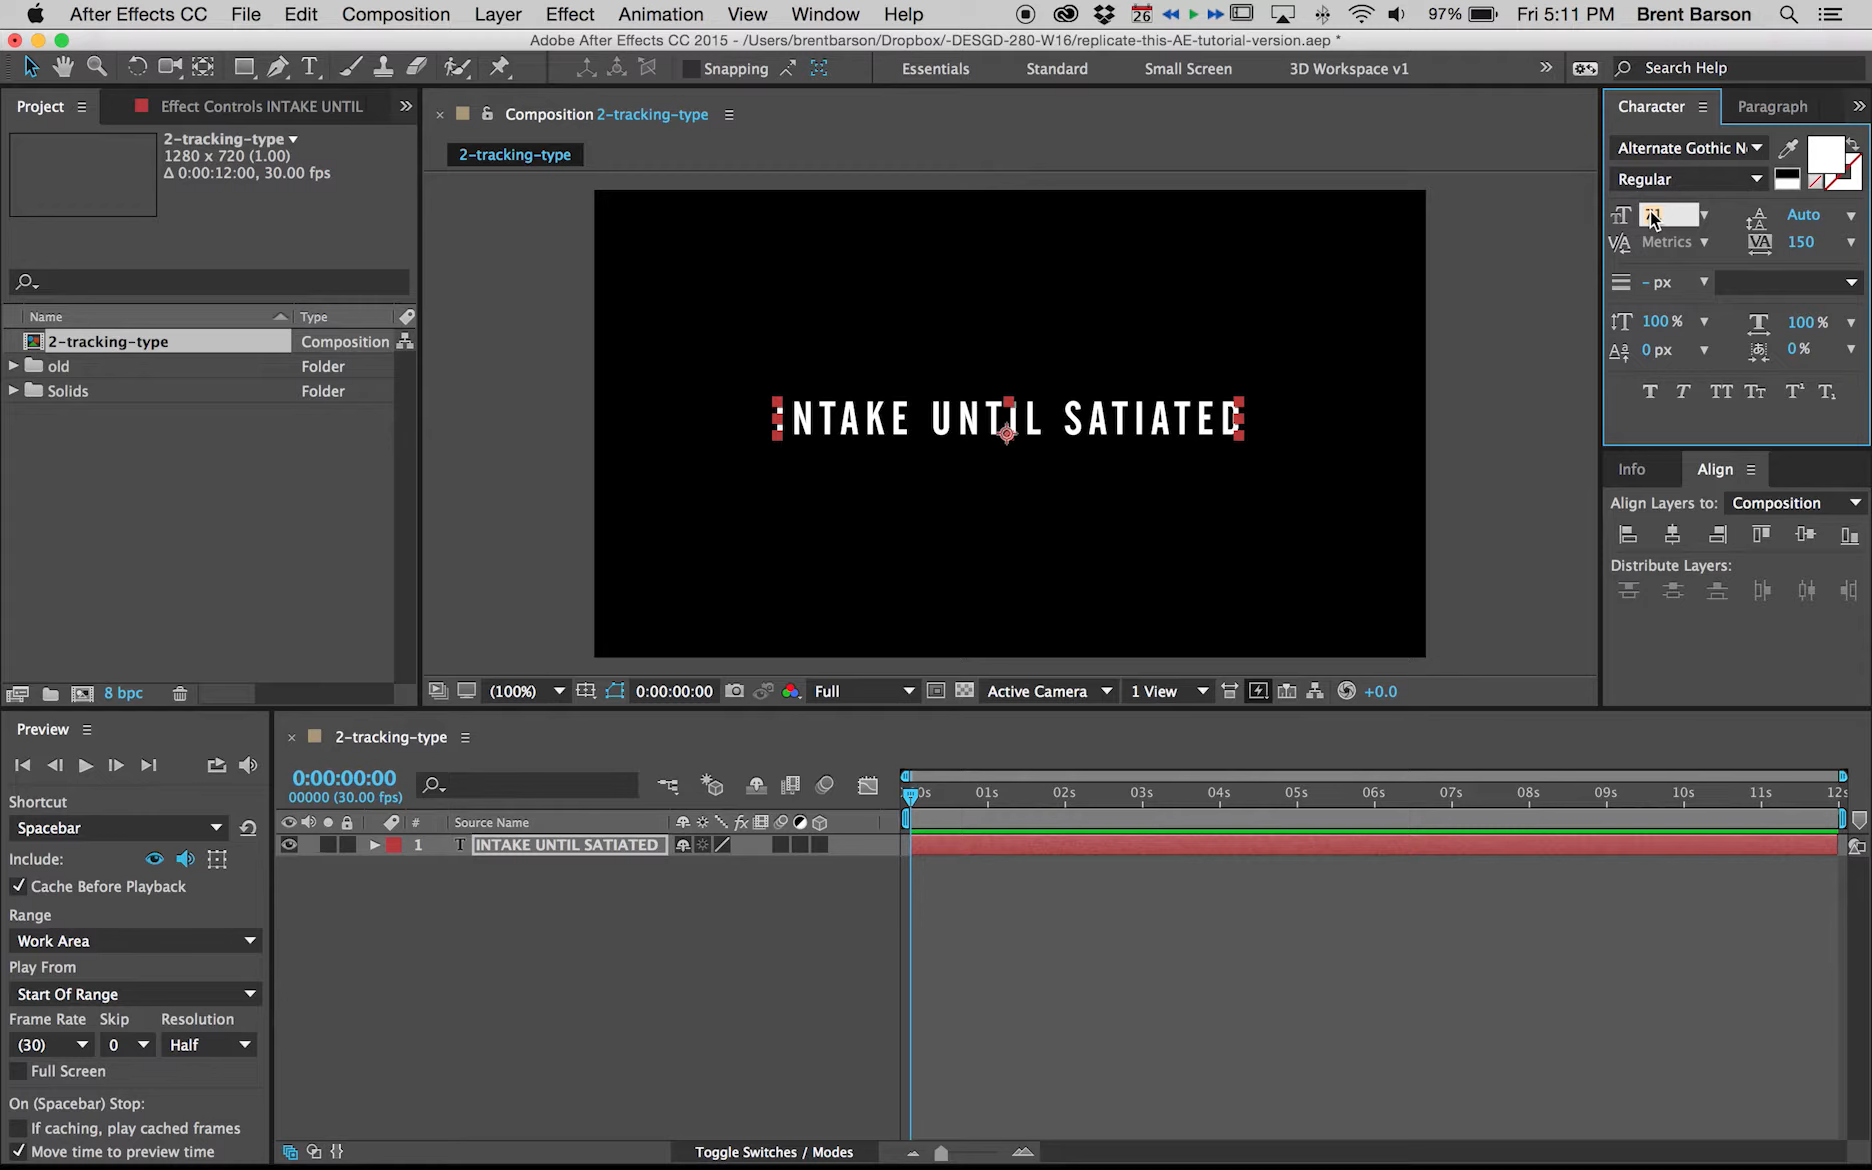 After Effects CC File Edit Composition Layer Effect Animation View Window Help 26 97% Fri 5:11 PM Brent Barson
Adobe After Effects CC 2015 - /Users/brentbarson/Dropbox/-DESGD-280-W16/replicate-this-AE-tutorial-version.aep *
Snapping Essentials Standard Small Screen 3D Workspace v1 Search Help
Project Effect Controls INTAKE UNTIL
2-tracking-type
1280 x 720 (1.00)
Δ 0:00:12:00, 30.00 fps
Name Type
2-tracking-type Composition
old Folder
Solids Folder
8 bpc
Composition 2-tracking-type
2-tracking-type
INTAKE UNTIL SATIATED
(100%) 0:00:00:00 Full Active Camera 1 View +0.0
Character Paragraph
Alternate Gothic N
Regular
Auto
Metrics 150
- px
100 % 100 %
0 px 0 %
T T TT Tt T¹ T₁
Info Align
Align Layers to: Composition
Distribute Layers:
Preview
Shortcut
Spacebar
Include:
Cache Before Playback
Range
Work Area
Play From
Start Of Range
Frame Rate Skip Resolution
(30) 0 Half
Full Screen
On (Spacebar) Stop:
If caching, play cached frames
Move time to preview time
2-tracking-type
0:00:00:00
00000 (30.00 fps)
0s 01s 02s 03s 04s 05s 06s 07s 08s 09s 10s 11s 12s
# Source Name fx
1 T INTAKE UNTIL SATIATED
Toggle Switches / Modes